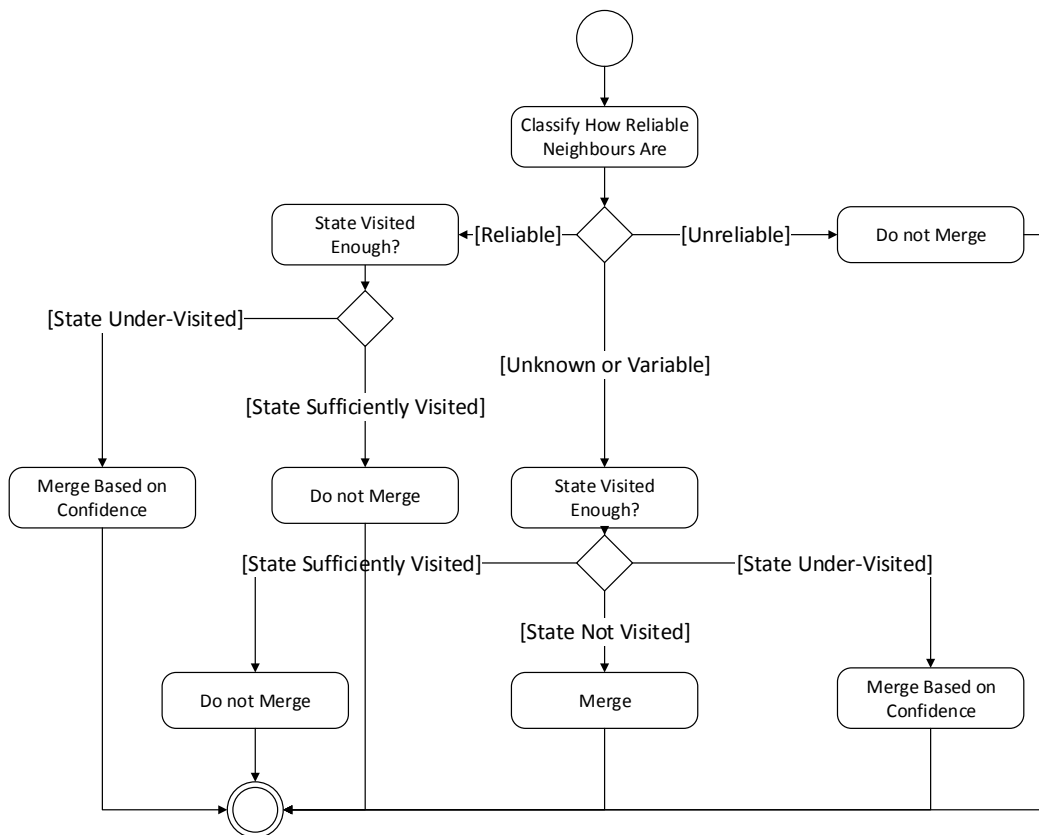 Classify How Reliable
Neighbours Are
State Visited
Enough?
[Reliable]
[Unreliable]
Do not Merge
[State Under-Visited]
[Unknown or Variable]
[State Sufficiently Visited]
Merge Based on
Confidence
Do not Merge
State Visited
Enough?
[State Sufficiently Visited]
[State Under-Visited]
[State Not Visited]
Do not Merge
Merge
Merge Based on
Confidence